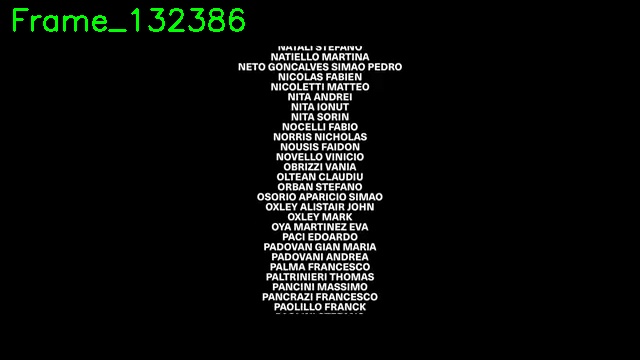 Frame_132386
NATALI STEFANO
NATIELLO MARTINA
NETO GONCALVES SIMAO PEDRO
NICOLAS FABIEN
NICOLETTI MATTEO
NITA ANDREI
NITA IONUT
NITA SORIN
NOCELLI FABIO
NORRIS NICHOLAS
NOUSIS FAIDON
NOVELLO VINICIO
OBRIZZI VANIA
OLTEAN CLAUDIU
ORBAN STEFANO
OSORIO APARICIO SIMAO
OXLEY ALISTAIR JOHN
OXLEY MARK
OYA MARTINEZ EVA
PACI EDOARDO
PADOVAN GIAN MARIA
PADOVANI ANDREA
PALMA FRANCESCO
PALTRINIERI THOMAS
PANCINI MASSIMO
PANCRAZI FRANCESCO
PAOLILLO FRANCK